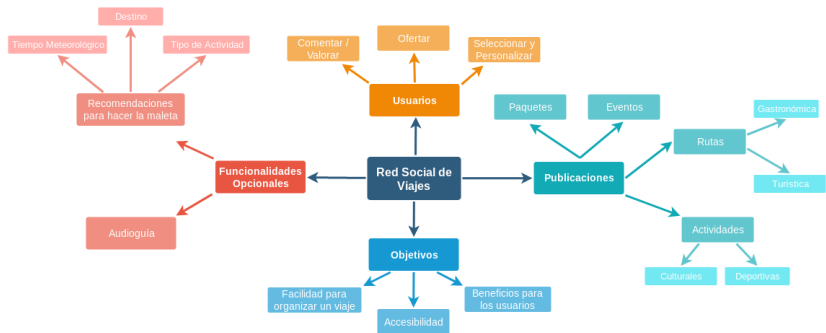 Destino
Tiempo Meteorológico
Tipo de Actividad
Recomendaciones
para hacer la maleta
Funcionalidades
Opcionales
Audioguía
Comentar /
Valorar
Ofertar
Seleccionar y
Personalizar
Usuarios
Red Social de
Viajes
Objetivos
Facilidad para
organizar un viaje
Accesibilidad
Beneficios para
los usuarios
Paquetes
Eventos
Publicaciones
Rutas
Gastronómica
Turística
Actividades
Culturales
Deportivas